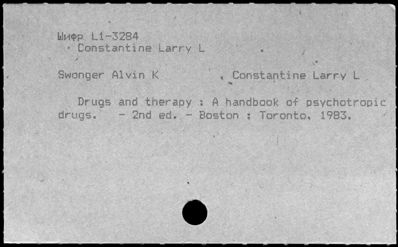 Шифр L1-3284
Constantine Larry L
Swonger Alvin K , Constantine Larry L
Drugs and therapy : A handbook of psychotropic
drugs. - 2nd ed. - Boston : Toronto, 1983.